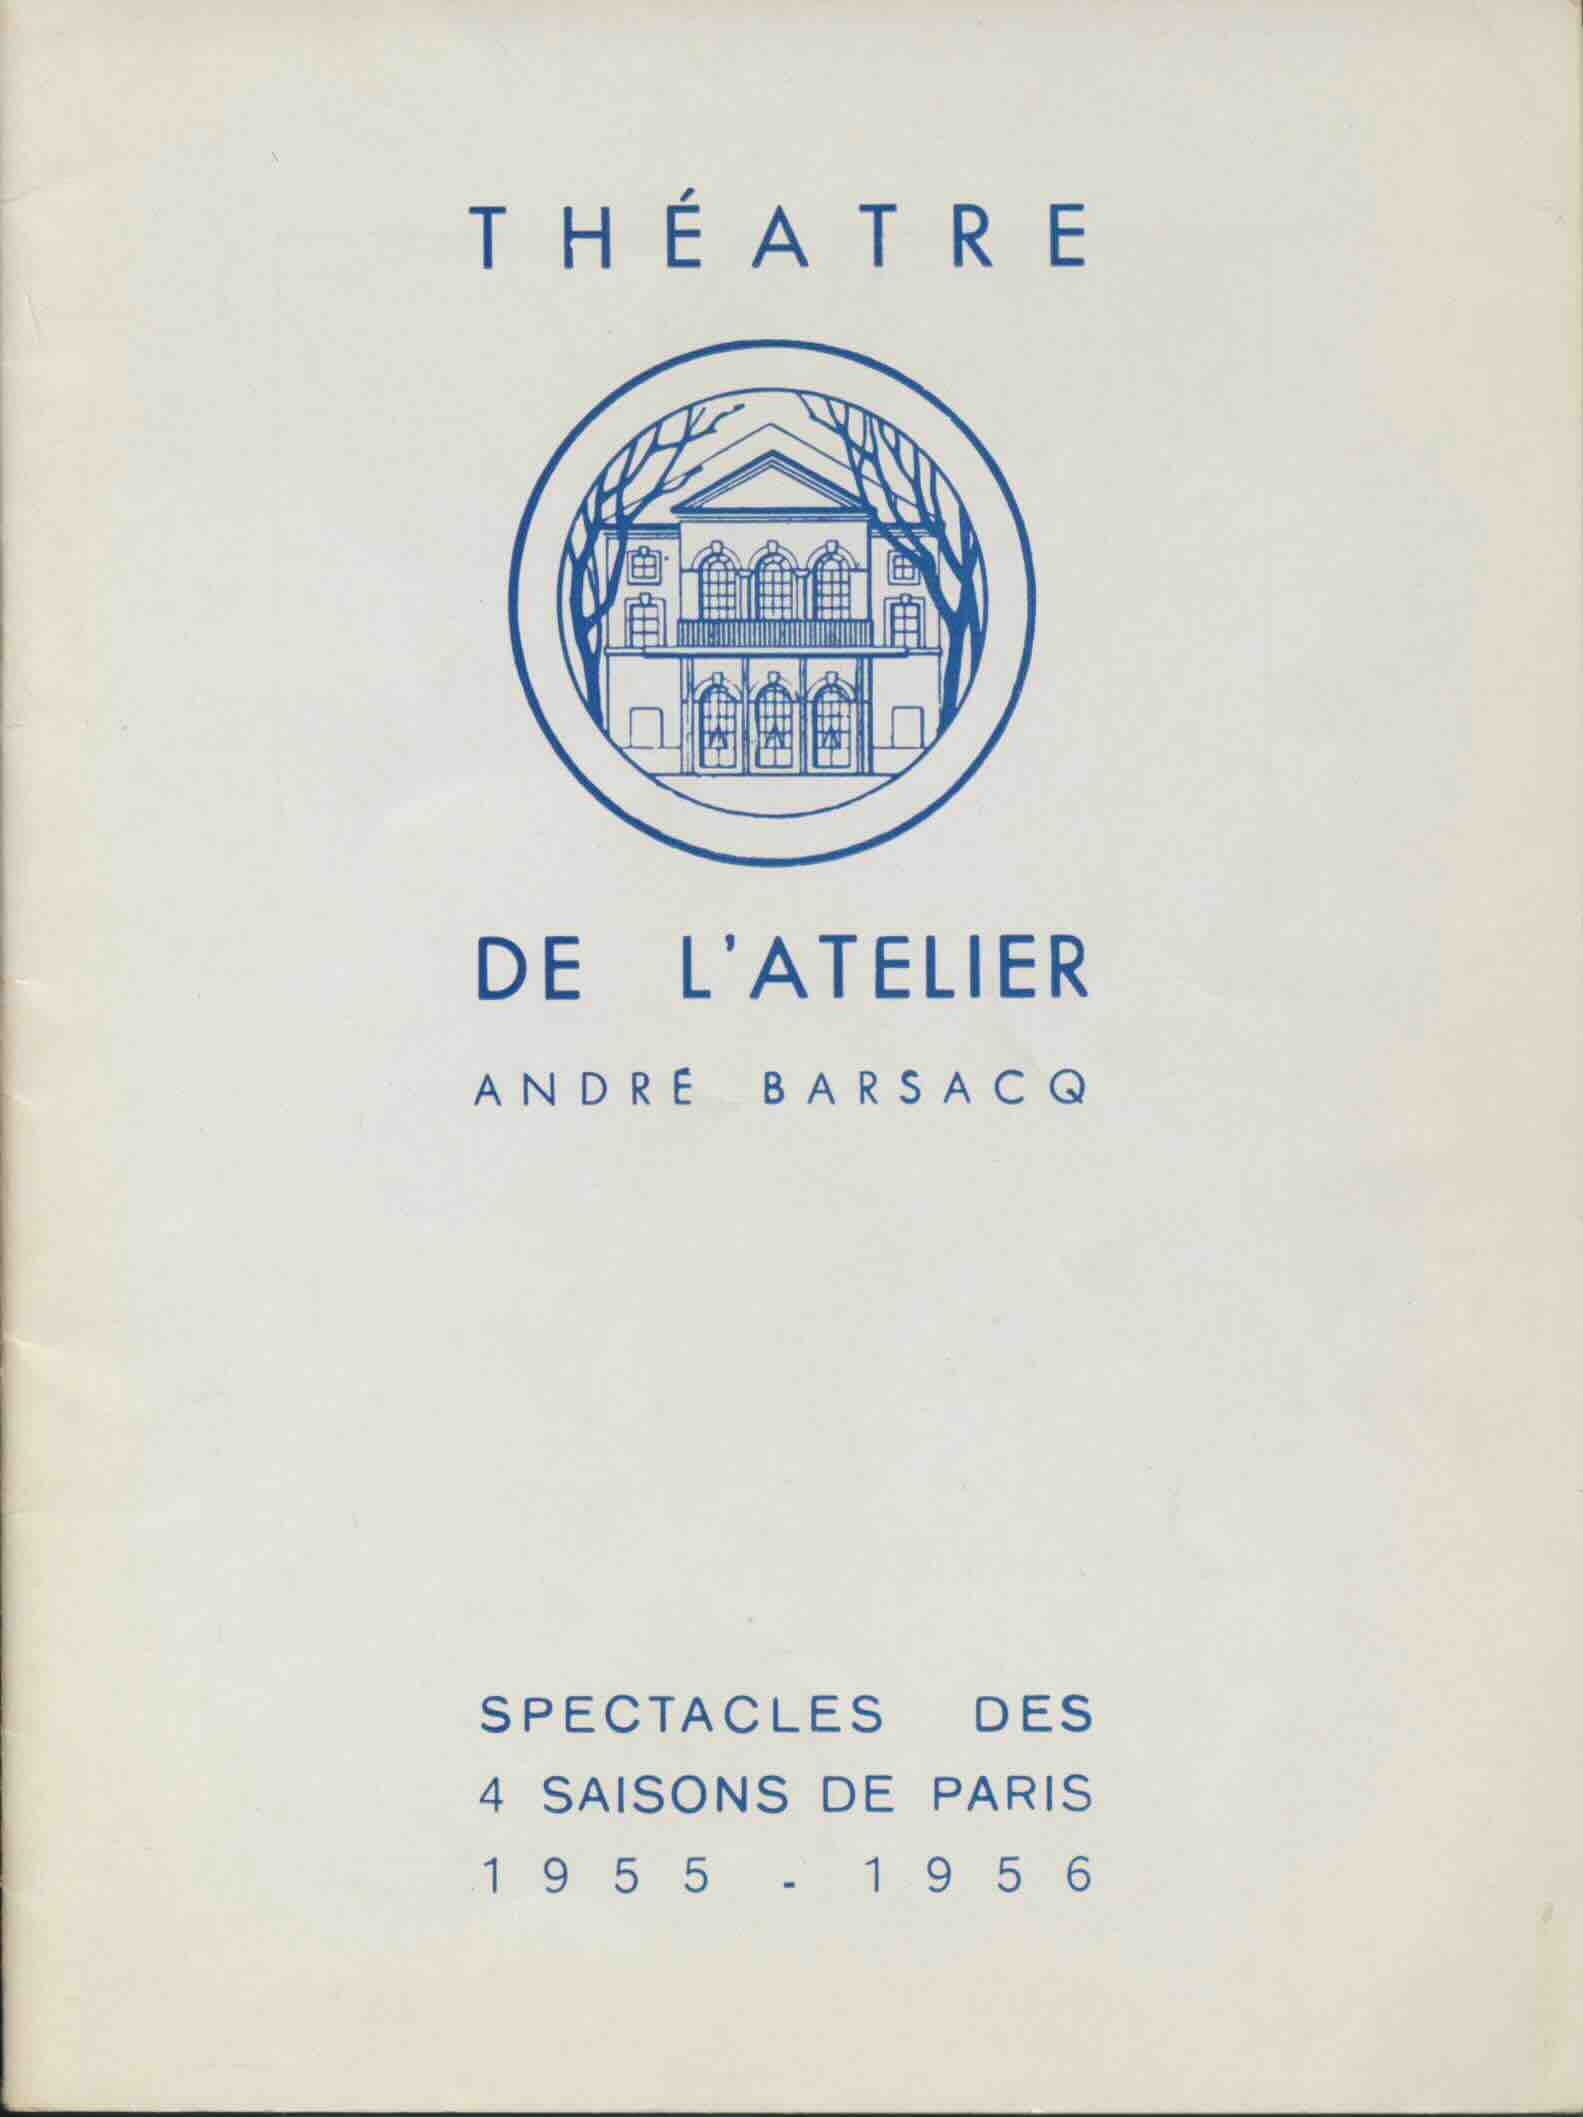 THÉATRE
DE L'ATELIER
ANDRÉ BARSACQ
SPECTACLES DES
4 SAISONS DE PARIS
1955-1956